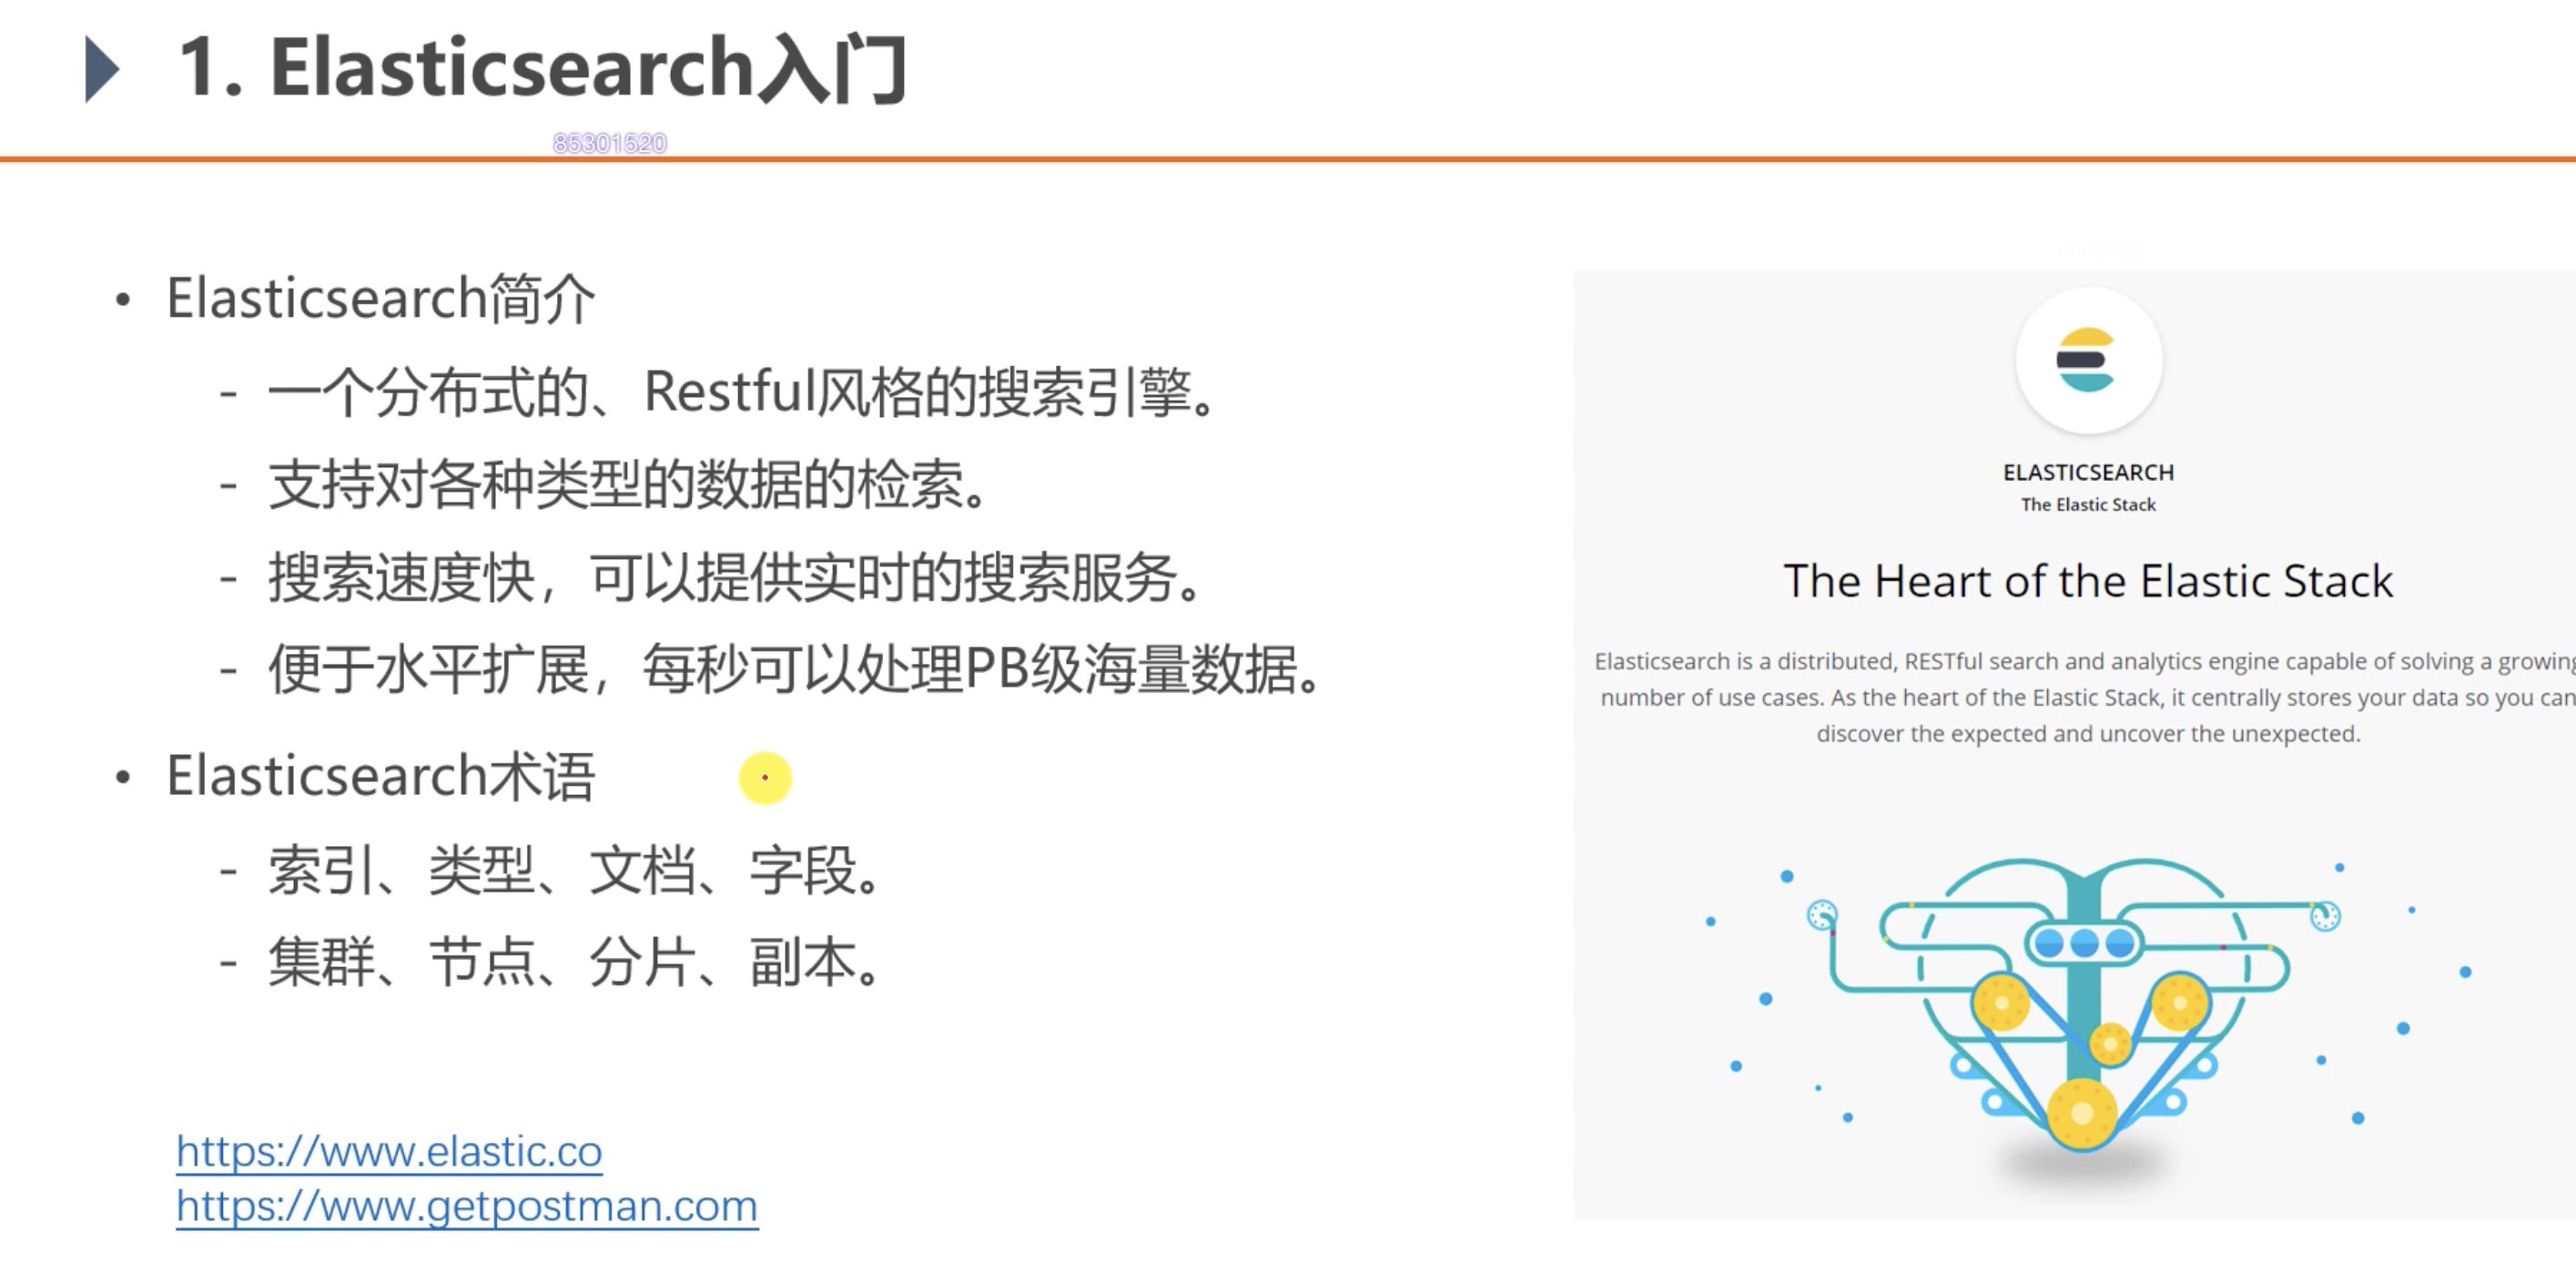 1. Elasticsearch入门
85301520
• Elasticsearch简介
- 一个分布式的、Restful风格的搜索引擎。
- 支持对各种类型的数据的检索。
- 搜索速度快，可以提供实时的搜索服务。
- 便于水平扩展，每秒可以处理PB级海量数据。
• Elasticsearch术语
- 索引、类型、文档、字段。
- 集群、节点、分片、副本。
https://www.elastic.co
https://www.getpostman.com
ELASTICSEARCH
The Elastic Stack
The Heart of the Elastic Stack
Elasticsearch is a distributed, RESTful search and analytics engine capable of solving a growing
number of use cases. As the heart of the Elastic Stack, it centrally stores your data so you can
discover the expected and uncover the unexpected.